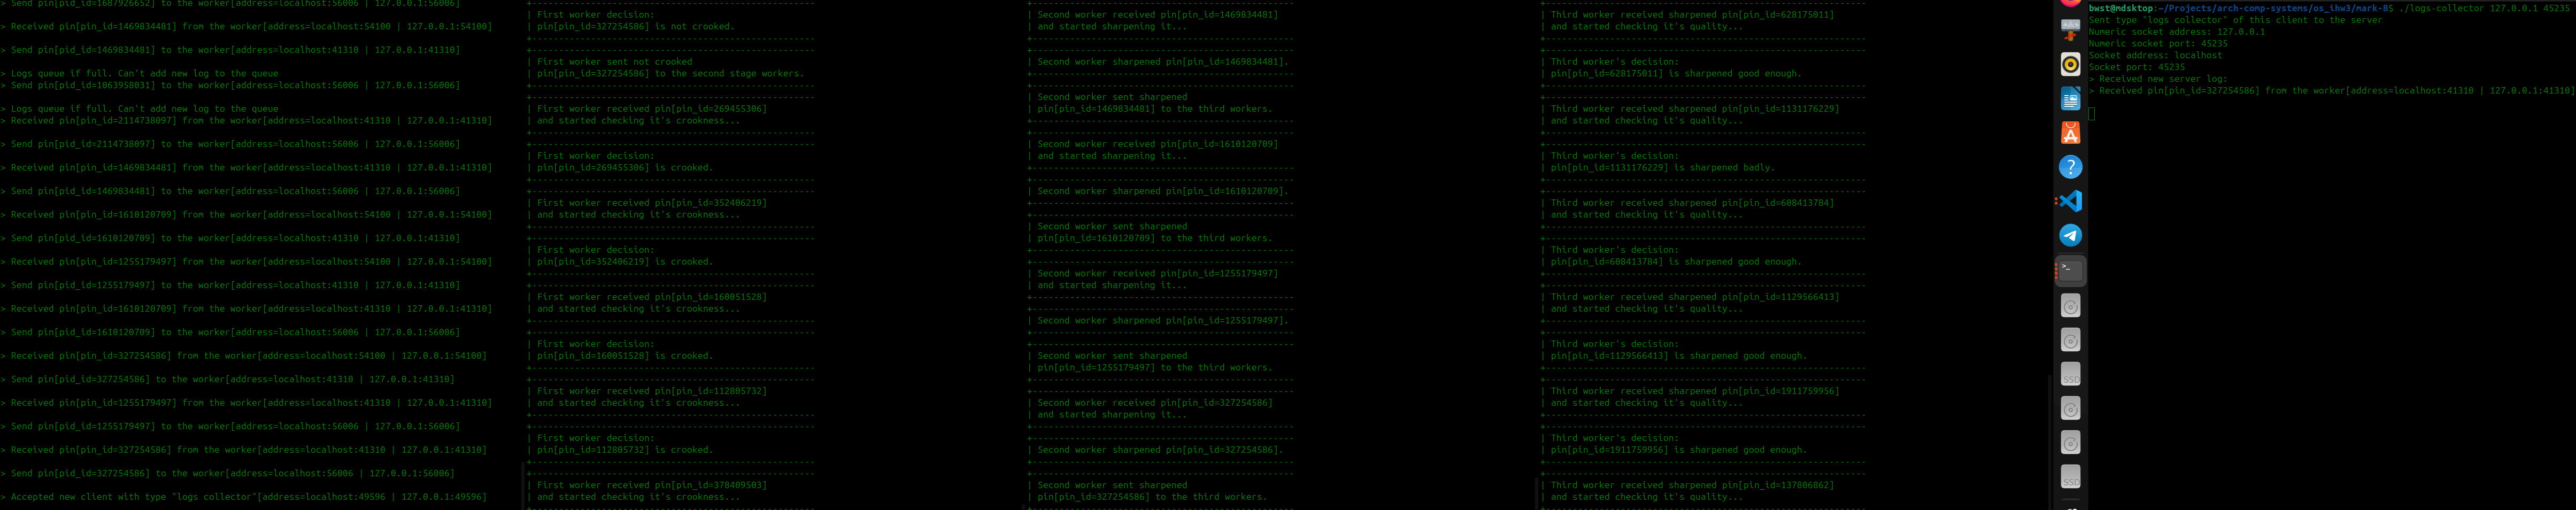 > Send pin[pid_id=1687926652] to the worker[address=localhost:56006 | 127.0.0.1:56006]
> Received pin[pin_id=1469834481] from the worker[address=localhost:54100 | 127.0.0.1:54100]
> Send pin[pid_id=1469834481] to the worker[address=localhost:41310 | 127.0.0.1:41310]
> Logs queue if full. Can't add new log to the queue
> Send pin[pid_id=1063958031] to the worker[address=localhost:56006 | 127.0.0.1:56006]
> Logs queue if full. Can't add new log to the queue
> Received pin[pin_id=2114738097] from the worker[address=localhost:41310 | 127.0.0.1:41310]
> Send pin[pid_id=2114738097] to the worker[address=localhost:56006 | 127.0.0.1:56006]
> Received pin[pin_id=1469834481] from the worker[address=localhost:41310 | 127.0.0.1:41310]
> Send pin[pid_id=1469834481] to the worker[address=localhost:56006 | 127.0.0.1:56006]
> Received pin[pin_id=1610120709] from the worker[address=localhost:54100 | 127.0.0.1:54100]
> Send pin[pid_id=1610120709] to the worker[address=localhost:41310 | 127.0.0.1:41310]
> Received pin[pin_id=1255179497] from the worker[address=localhost:54100 | 127.0.0.1:54100]
> Send pin[pid_id=1255179497] to the worker[address=localhost:41310 | 127.0.0.1:41310]
> Received pin[pin_id=1610120709] from the worker[address=localhost:41310 | 127.0.0.1:41310]
> Send pin[pid_id=1610120709] to the worker[address=localhost:56006 | 127.0.0.1:56006]
> Received pin[pin_id=327254586] from the worker[address=localhost:54100 | 127.0.0.1:54100]
> Send pin[pid_id=327254586] to the worker[address=localhost:41310 | 127.0.0.1:41310]
> Received pin[pin_id=1255179497] from the worker[address=localhost:41310 | 127.0.0.1:41310]
> Send pin[pid_id=1255179497] to the worker[address=localhost:56006 | 127.0.0.1:56006]
> Received pin[pin_id=327254586] from the worker[address=localhost:41310 | 127.0.0.1:41310]
> Send pin[pid_id=327254586] to the worker[address=localhost:56006 | 127.0.0.1:56006]
> Accepted new client with type "logs collector"[address=localhost:49596 | 127.0.0.1:49596]
| First worker decision:
| pin[pin_id=327254586] is not crooked.
| First worker sent not crooked
| pin[pin_id=327254586] to the second stage workers.
| First worker received pin[pin_id=269455306]
| and started checking it's crookness...
| First worker decision:
| pin[pin_id=269455306] is crooked.
| First worker received pin[pin_id=352406219]
| and started checking it's crookness...
| First worker decision:
| pin[pin_id=352406219] is crooked.
| First worker received pin[pin_id=160051528]
| and started checking it's crookness...
| First worker decision:
| pin[pin_id=160051528] is crooked.
| First worker received pin[pin_id=112805732]
| and started checking it's crookness...
| First worker decision:
| pin[pin_id=112805732] is crooked.
| First worker received pin[pin_id=378409503]
| and started checking it's crookness...
| Second worker received pin[pin_id=1469834481]
| and started sharpening it...
| Second worker sharpened pin[pin_id=1469834481].
| Second worker sent sharpened
| pin[pin_id=1469834481] to the third workers.
| Second worker received pin[pin_id=1610120709]
| and started sharpening it...
| Second worker sharpened pin[pin_id=1610120709].
| Second worker sent sharpened
| pin[pin_id=1610120709] to the third workers.
| Second worker received pin[pin_id=1255179497]
| and started sharpening it...
| Second worker sharpened pin[pin_id=1255179497].
| Second worker sent sharpened
| pin[pin_id=1255179497] to the third workers.
| Second worker received pin[pin_id=327254586]
| and started sharpening it...
| Second worker sharpened pin[pin_id=327254586].
| Second worker sent sharpened
| pin[pin_id=327254586] to the third workers.
| Third worker received sharpened pin[pin_id=628175011]
| and started checking it's quality...
| Third worker's decision:
| pin[pin_id=628175011] is sharpened good enough.
| Third worker received sharpened pin[pin_id=1131176229]
| and started checking it's quality...
| Third worker's decision:
| pin[pin_id=1131176229] is sharpened badly.
| Third worker received sharpened pin[pin_id=608413784]
| and started checking it's quality...
| Third worker's decision:
| pin[pin_id=608413784] is sharpened good enough.
| Third worker received sharpened pin[pin_id=1129566413]
| and started checking it's quality...
| Third worker's decision:
| pin[pin_id=1129566413] is sharpened good enough.
| Third worker received sharpened pin[pin_id=1911759956]
| and started checking it's quality...
| Third worker's decision:
| pin[pin_id=1911759956] is sharpened good enough.
| Third worker received sharpened pin[pin_id=137806862]
| and started checking it's quality...
SSD
SSD
bwst@mdsktop:~/Projects/arch-comp-systems/os_ihw3/mark-8$ ./logs-collector 127.0.0.1 45235
Sent type "logs collector" of this client to the server
Numeric socket address: 127.0.0.1
Numeric socket port: 45235
Socket address: localhost
Socket port: 45235
> Received new server log:
> Received pin[pin_id=327254586] from the worker[address=localhost:41310 | 127.0.0.1:41310]